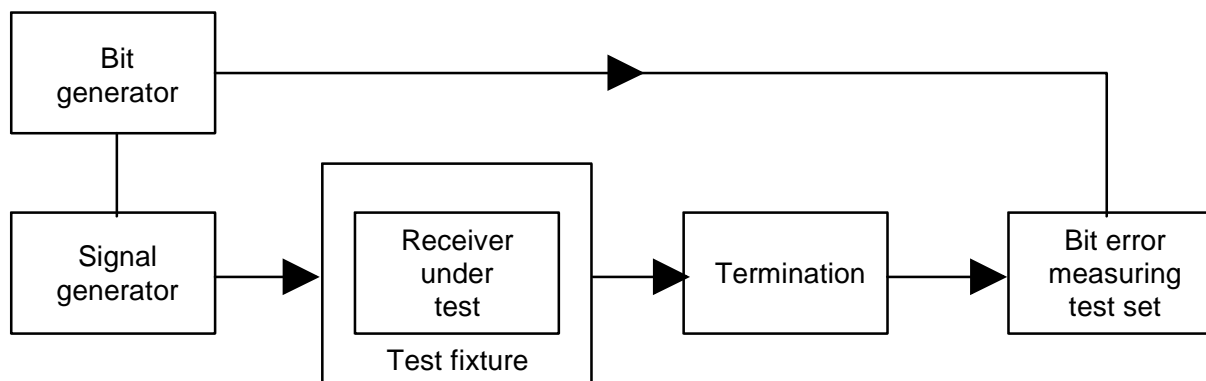 Bit
generator
Signal
generator
Receiver
under
test
Test fixture
Termination
Bit error
measuring
test set